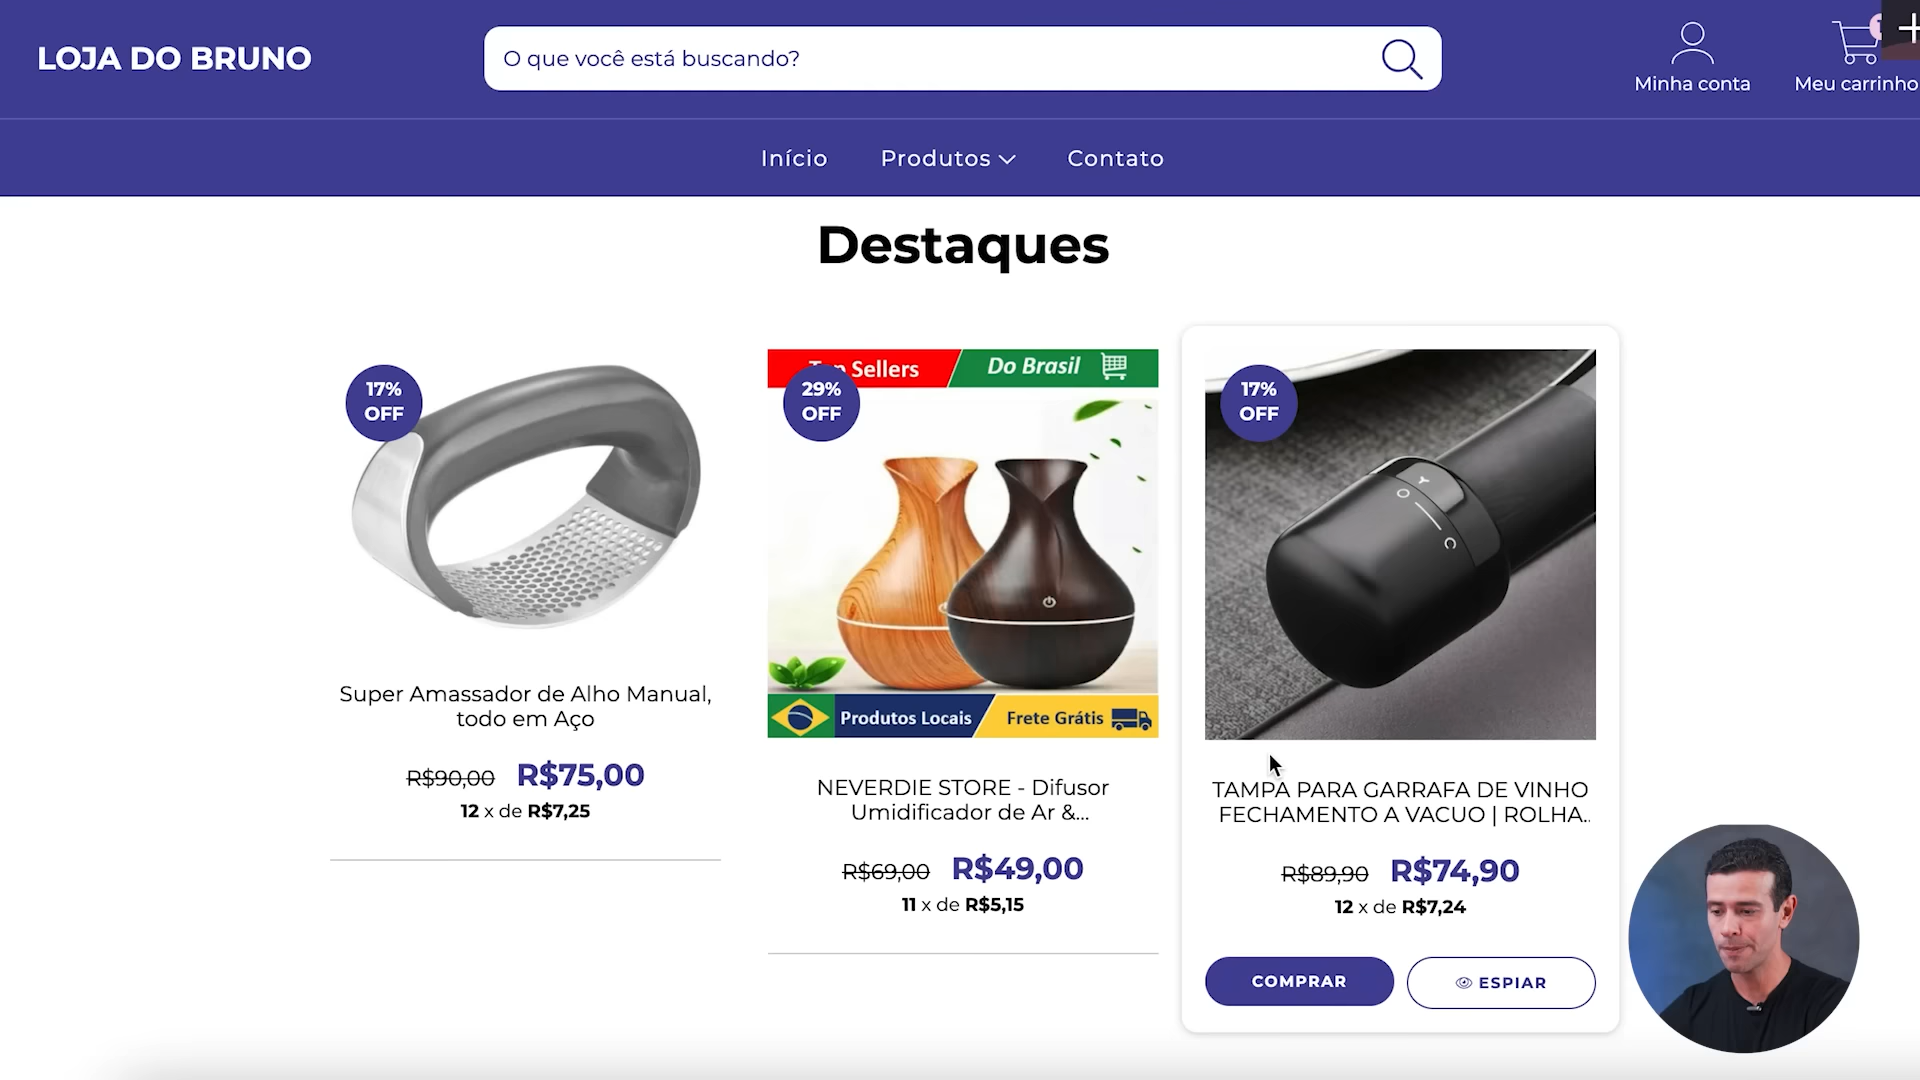 LOJA DO BRUNO
O que você está buscando?
Minha conta
Meu carrinho
Início
Produtos
Contato
Destaques
17%
OFF
Super Amassador de Alho Manual,
todo em Aço
R$90,00 R$75,00
12 x de R$7,25
Sellers
Do Brasil
29%
OFF
Produtos Locais
Frete Grátis
NEVERDIE STORE - Difusor
Umidificador de Ar &...
R$69,00 R$49,00
11 x de R$5,15
17%
OFF
TAMPA PARA GARRAFA DE VINHO
FECHAMENTO A VACUO | ROLHA..
R$89,90 R$74,90
12 x de R$7,24
COMPRAR
ESPIAR